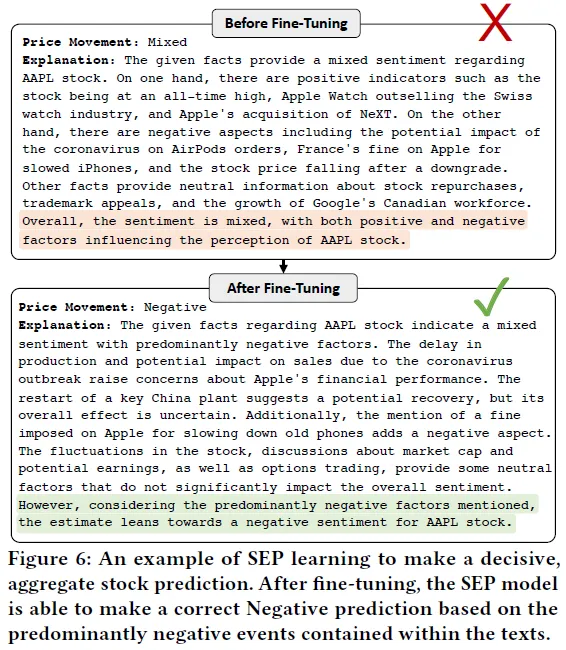 Before Fine-Tuning
Price Movement: Mixed
Explanation: The given facts provide a mixed sentiment regarding
AAPL stock. On one hand, there are positive indicators such as the
stock being at an all-time high, Apple Watch outselling the Swiss
watch industry, and Apple's acquisition of NeXT. On the other
hand, there are negative aspects including the potential impact of
the coronavirus on AirPods orders, France's fine on Apple for
slowed iPhones, and the stock price falling after a downgrade.
Other facts provide neutral information about stock repurchases,
trademark appeals, and the growth of Google's Canadian workforce.
Overall, the sentiment is mixed, with both positive and negative
factors influencing the perception of AAPL stock.
After Fine-Tuning
Price Movement: Negative
Explanation: The given facts regarding AAPL stock indicate a mixed
sentiment with predominantly negative factors. The delay in
production and potential impact on sales due to the coronavirus
outbreak raise concerns about Apple's financial performance. The
restart of a key China plant suggests a potential recovery, but its
overall effect is uncertain. Additionally, the mention of a fine
imposed on Apple for slowing down old phones adds a negative aspect.
The fluctuations in the stock, discussions about market cap and
potential earnings, as well as options trading, provide some neutral
factors that do not significantly impact the overall sentiment.
However, considering the predominantly negative factors mentioned,
the estimate leans towards a negative sentiment for AAPL stock.
Figure 6: An example of SEP learning to make a decisive,
aggregate stock prediction. After fine-tuning, the SEP model
is able to make a correct Negative prediction based on the
predominantly negative events contained within the texts.